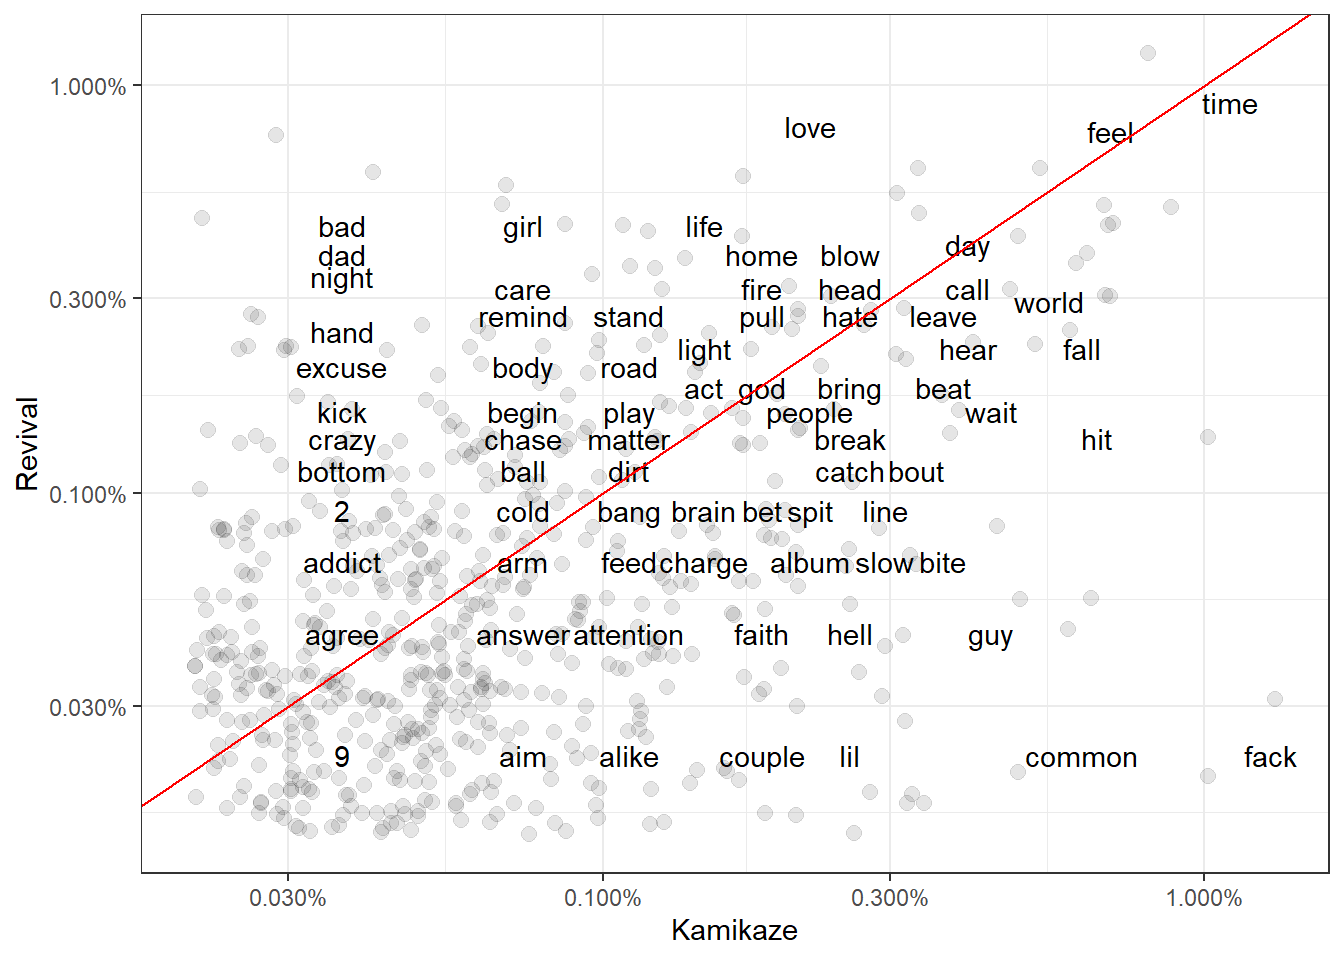 1.000%
time
love
feel
bad girl life
day
dad home blow
night
care fire head call
0.300%
world
remind stand pull hate leave
hand
light hear fall
excuse body road
act god bring beat
kick begin play people wait
crazy chase matter break hit
bottom ball dirt catch bout
0.100%
2 cold bang brain bet spit line
addict arm feed charge album slow bite
agree answer attention faith hell guy
0.030%
9 aim alike couple lil common fack
Revival
0.030% 0.100% 0.300% 1.000%
Kamikaze